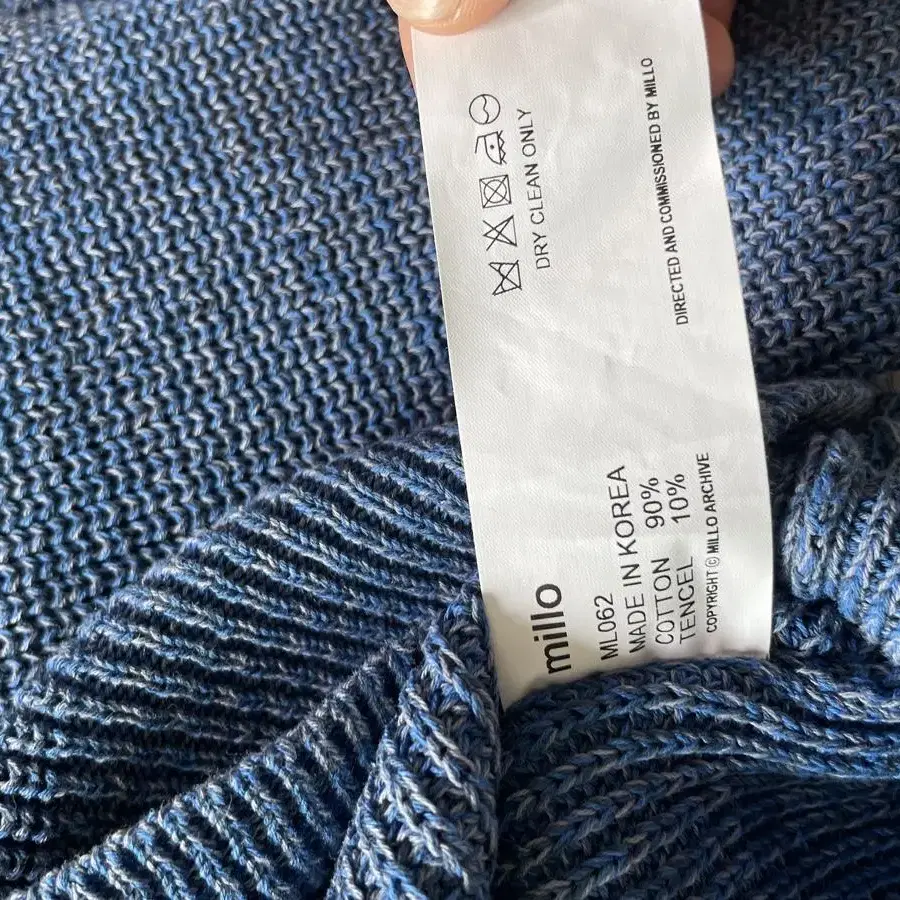 millo
ML062
MADE IN KOREA
COTTON 90%
TENCEL 10%
COPYRIGHT © MILLO ARCHIVE
DRY CLEAN ONLY
DIRECTED AND COMMISSIONED BY MILLO